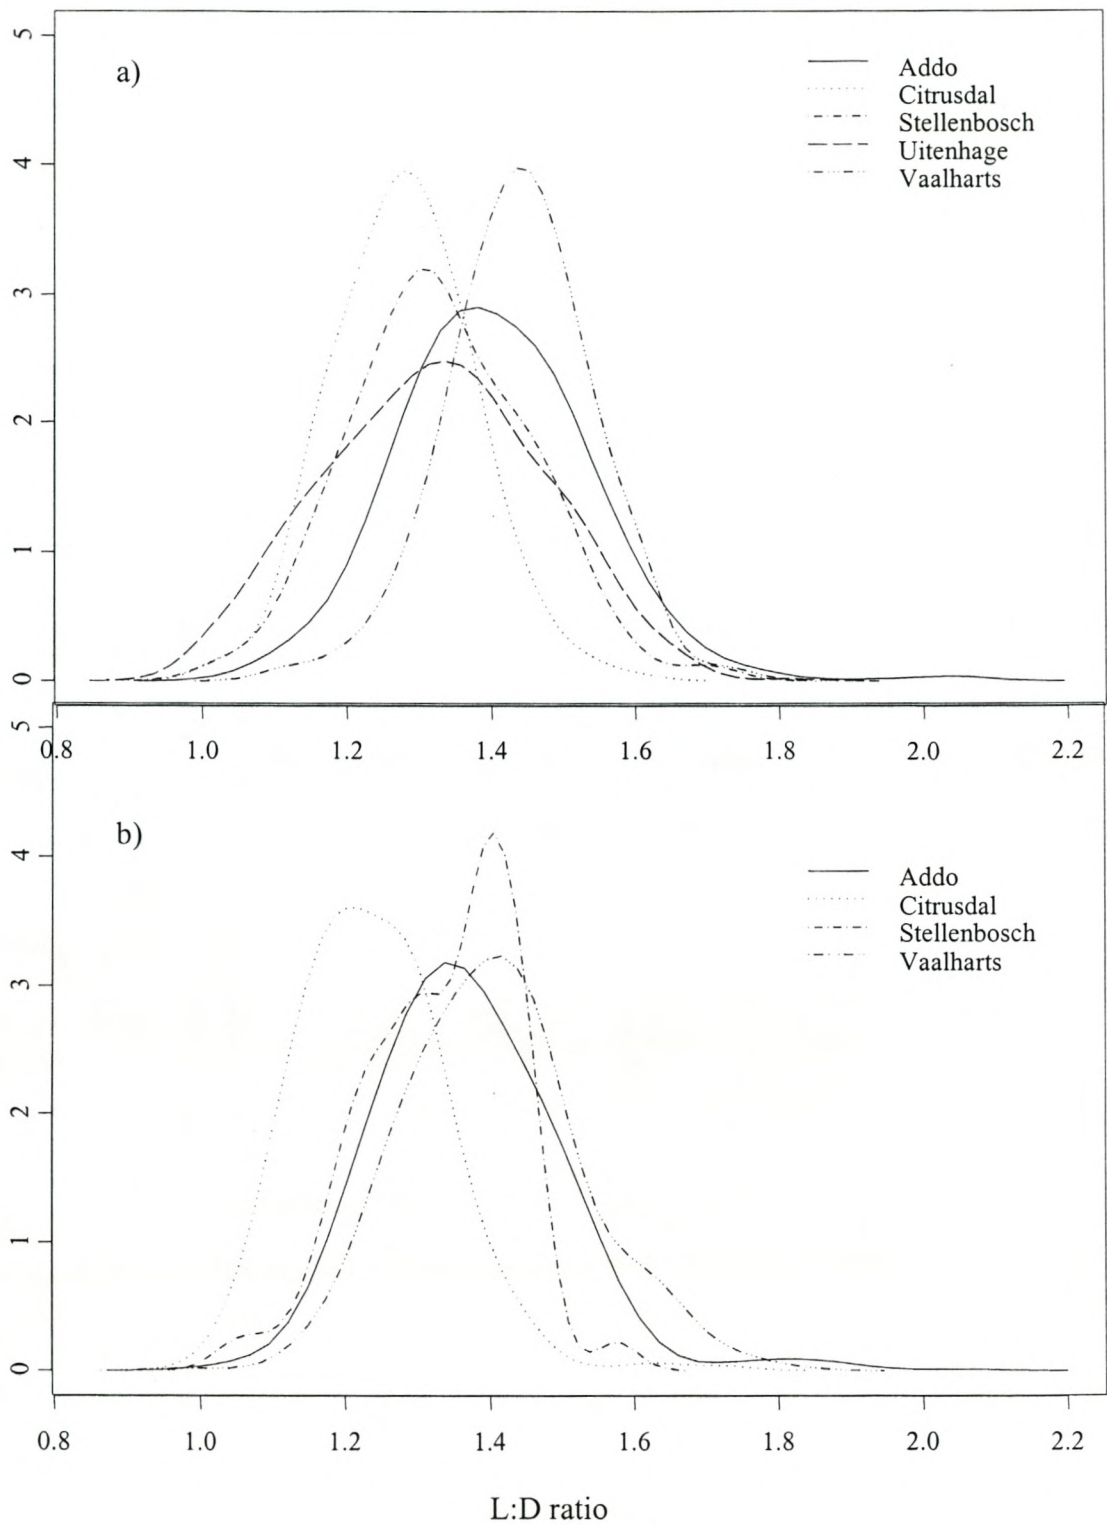 5
4
3
2
1
0
a)
Addo
Citrusdal
Stellenbosch
Uitenhage
Vaalharts
0.8 1.0 1.2 1.4 1.6 1.8 2.0 2.2
5
4
3
2
1
0
b)
Addo
Citrusdal
Stellenbosch
Vaalharts
0.8 1.0 1.2 1.4 1.6 1.8 2.0 2.2
L:D ratio